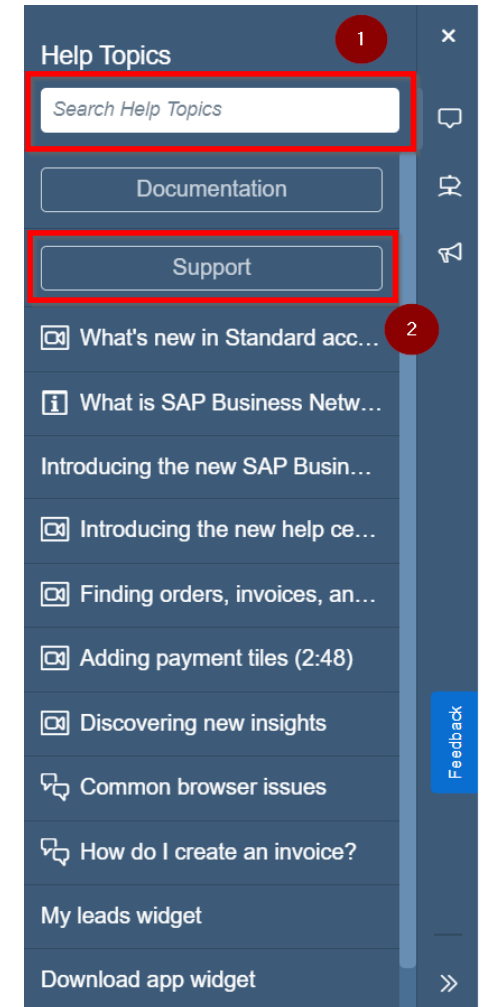 1
Help Topics
Search Help Topics
Documentation
Support
2
What's new in Standard acc...
What is SAP Business Netw...
Introducing the new SAP Busin...
Introducing the new help ce...
Finding orders, invoices, an...
Adding payment tiles (2:48)
Discovering new insights
Feedback
Common browser issues
How do I create an invoice?
My leads widget
Download app widget